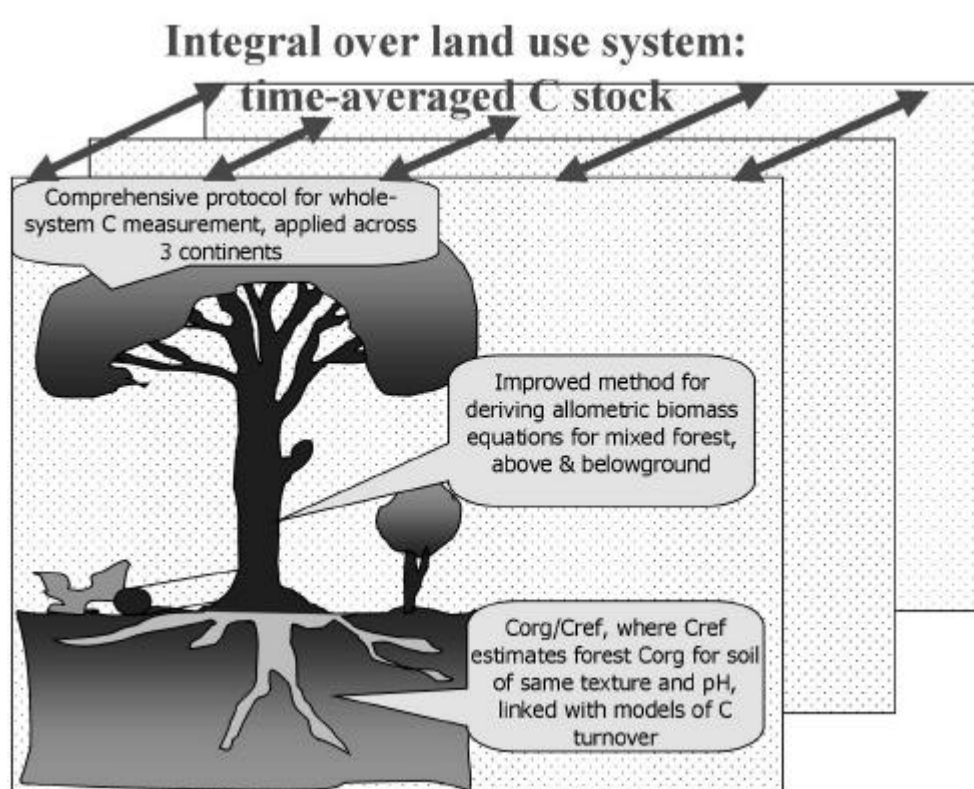 Integral over land use system:
time-averaged C stock
Comprehensive protocol for whole-
system C measurement, applied across
3 continents
Improved method for
deriving allometric biomass
equations for mixed forest,
above & belowground
Corg/Cref, where Cref
estimates forest Corg for soil
of same texture and pH,
linked with models of C
turnover